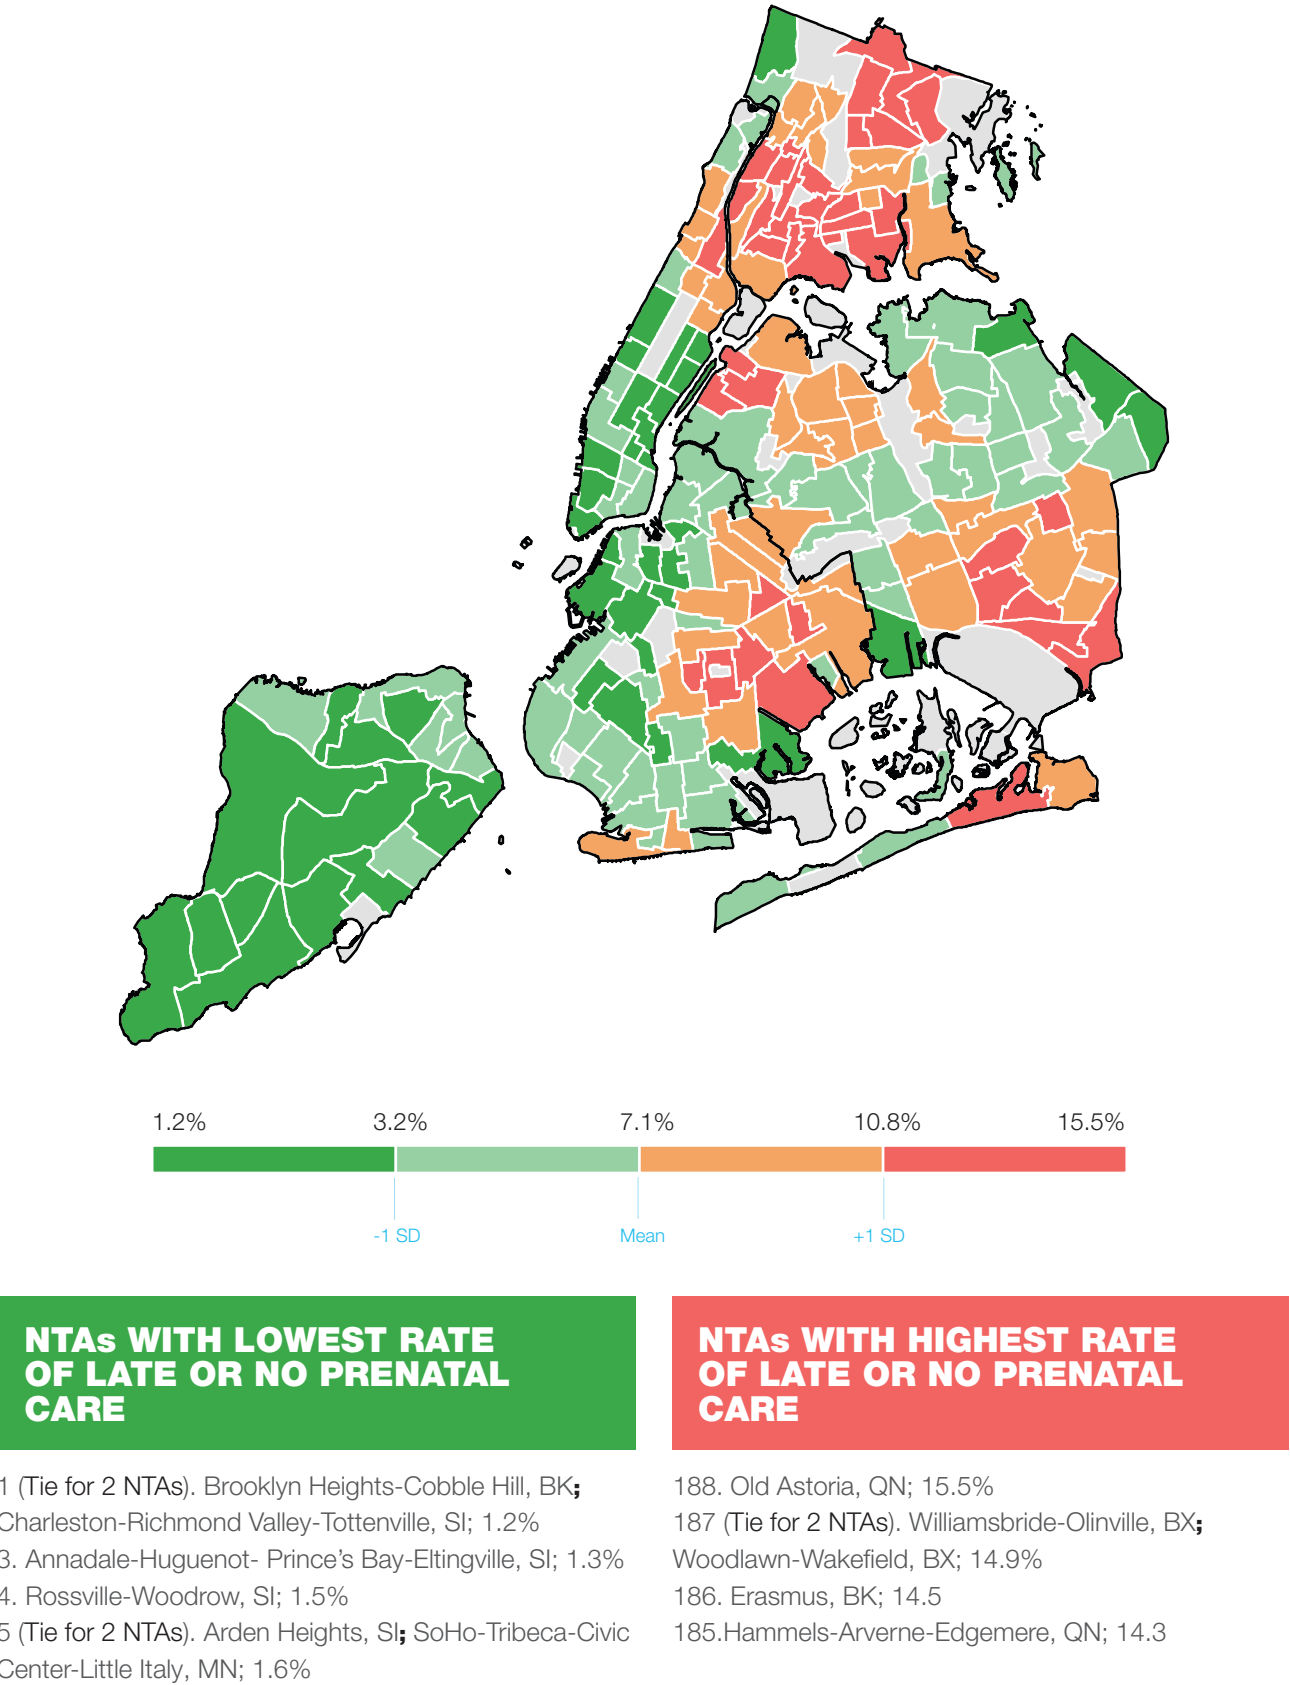 1.2%
3.2%
7.1%
10.8%
15.5%
-1 SD
Mean
+1 SD
NTAs WITH LOWEST RATE
OF LATE OR NO PRENATAL
CARE
1 (Tie for 2 NTAs). Brooklyn Heights-Cobble Hill, BK;
Charleston-Richmond Valley-Tottenville, SI; 1.2%
3. Annadale-Huguenot- Prince’s Bay-Eltingville, SI; 1.3%
4. Rossville-Woodrow, SI; 1.5%
5 (Tie for 2 NTAs). Arden Heights, SI; SoHo-Tribeca-Civic
Center-Little Italy, MN; 1.6%
NTAs WITH HIGHEST RATE
OF LATE OR NO PRENATAL
CARE
188. Old Astoria, QN; 15.5%
187 (Tie for 2 NTAs). Williamsbride-Olinville, BX;
Woodlawn-Wakefield, BX; 14.9%
186. Erasmus, BK; 14.5
185.Hammels-Arverne-Edgemere, QN; 14.3